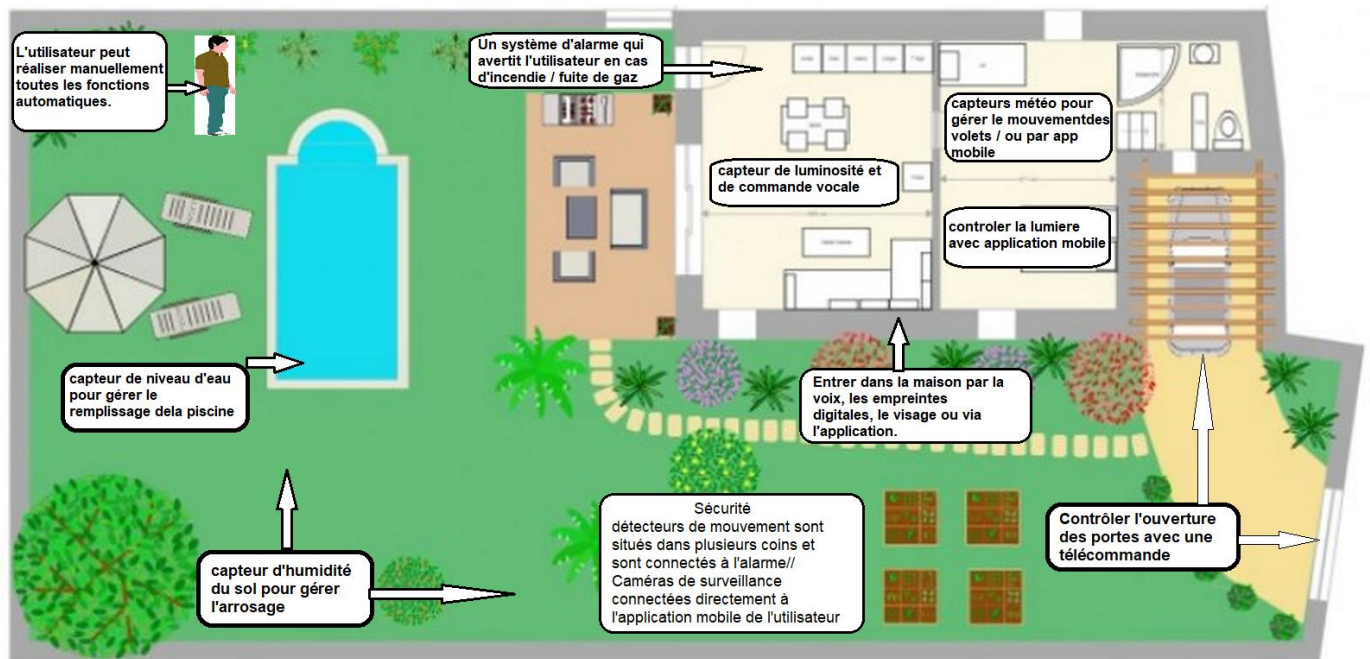 L'utilisateur peut
réaliser manuellement
toutes les fonctions
automatiques.
Un système d'alarme qui
avertit l'utilisateur en cas
d'incendie / fuite de gaz
capteurs météo pour
gérer le mouvementdes
volets / ou par app
mobile
capteur de luminosité et
de commande vocale
controler la lumiere
avec application mobile
capteur de niveau d'eau
pour gérer le
remplissage dela piscine
Entrer dans la maison par la
voix, les empreintes
digitales, le visage ou via
l'application.
Sécurité
détecteurs de mouvement sont
situés dans plusieurs coins et
sont connectés à l'alarme//
Caméras de surveillance
connectées directement à
l'application mobile de l'utilisateur
Contrôler l'ouverture
des portes avec une
télécommande
capteur d'humidité
du sol pour gérer
l'arrosage